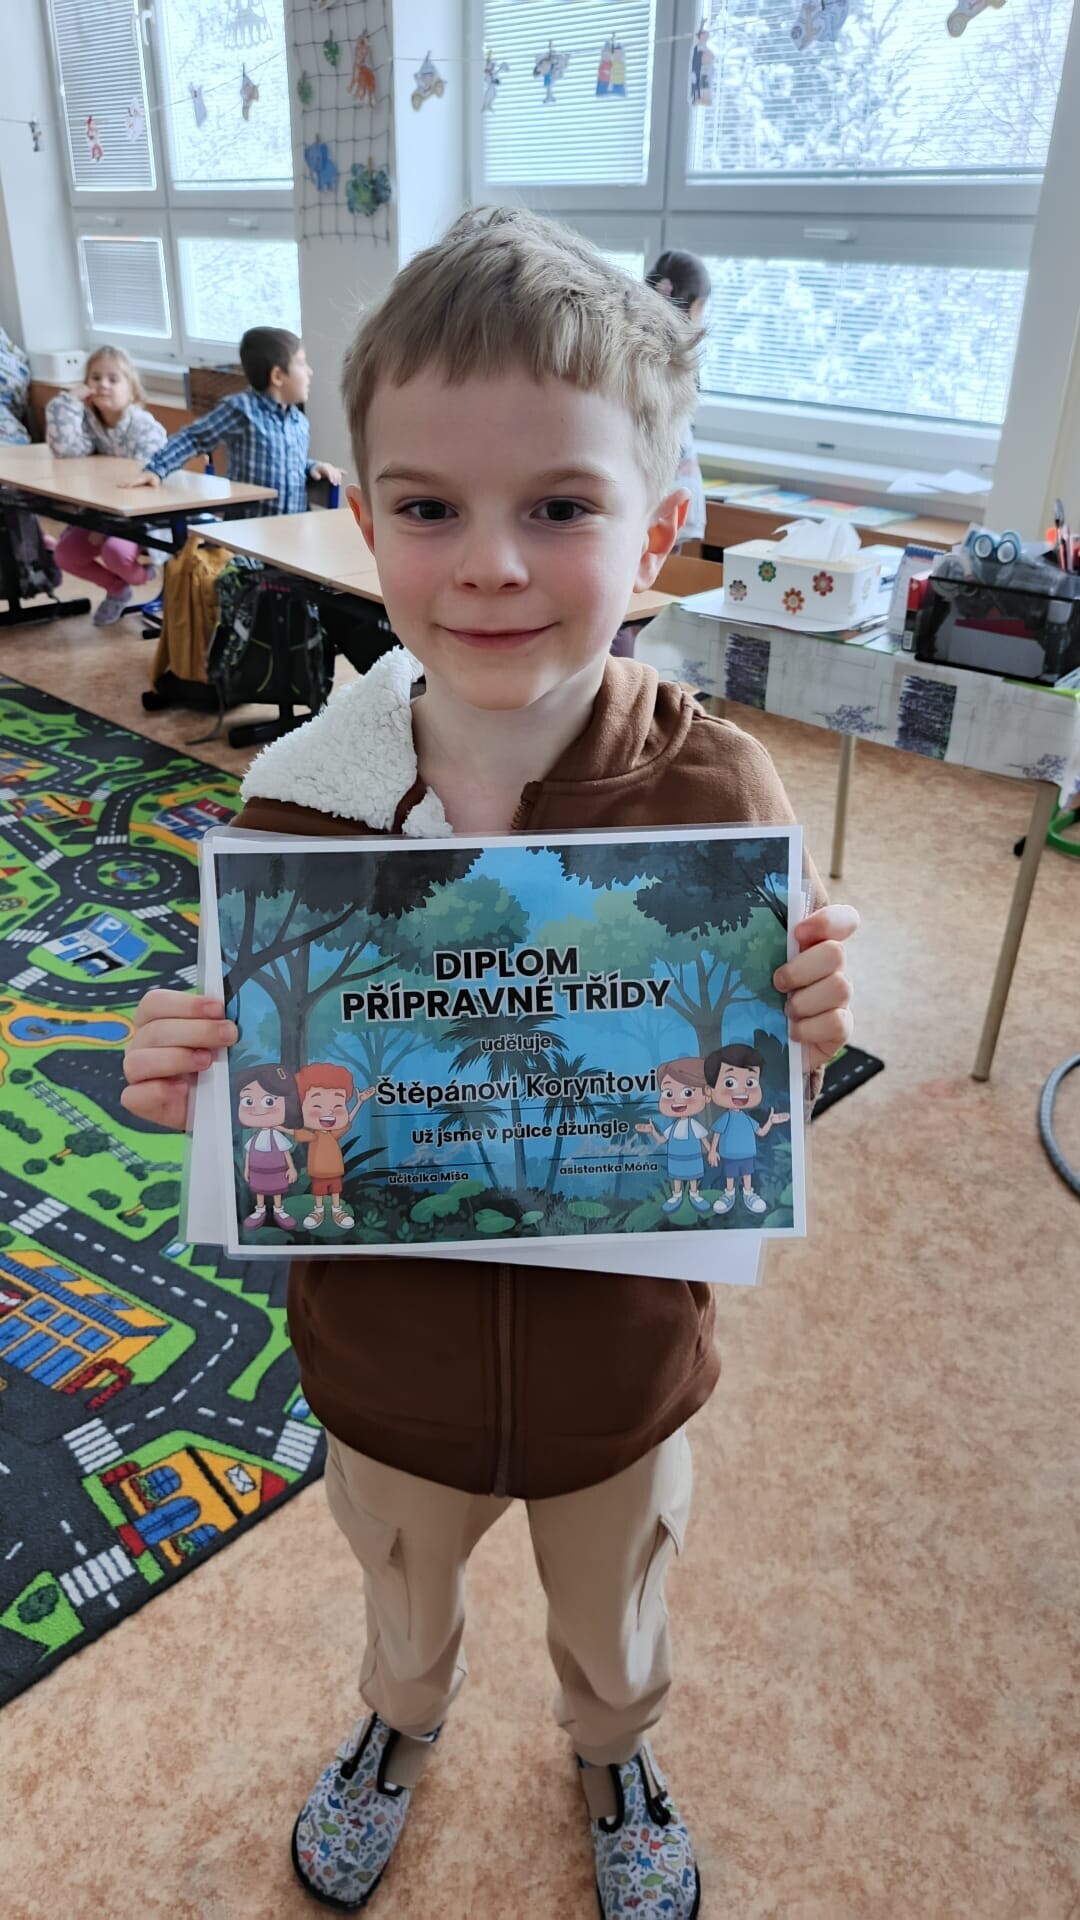 DIPLOM
PŘÍPRAVNÉ TŘÍDY
uděluje
Štěpánovi Koryntovi
Už jsme v půlce džungle
učitelka Míša
asistentka Móňa